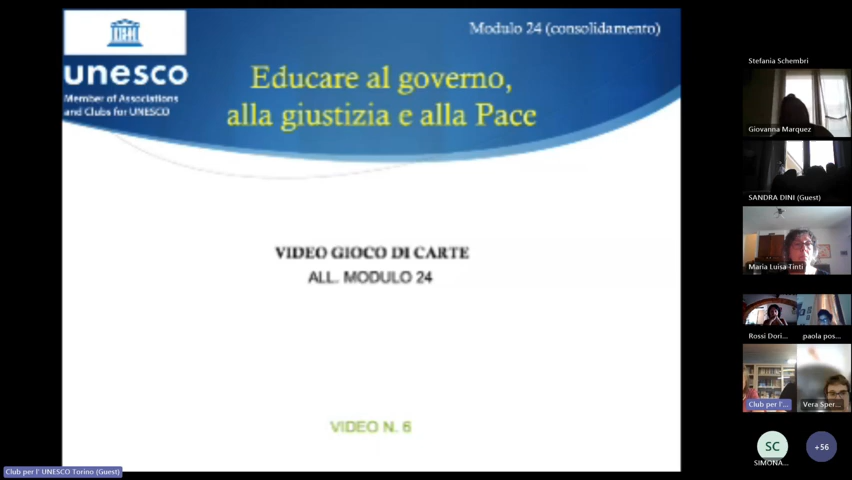 unesco
Member of Associations
and Clubs for UNESCO
Modulo 24 (consolidamento)
Educare al governo,
alla giustizia e alla Pace
VIDEO GIOCO DI CARTE
ALL. MODULO 24
VIDEO N. 6
Club per l' UNESCO Torino (Guest)
Stefania Schembri
Giovanna Marquez
SANDRA DINI (Guest)
Maria Luisa Tinti
Rossi Dori...
paola pos...
Club per l'...
Vera Sper...
SC
SIMONA...
+56